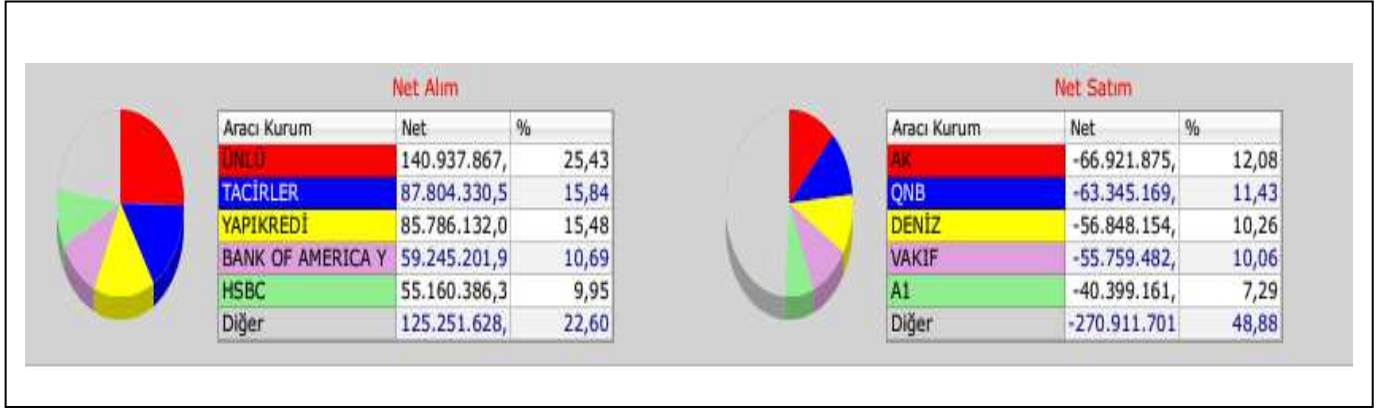 Net Alım
Aracı Kurum Net %
ÜNLÜ 140.937.867, 25,43
TACİRLER 87.804.330,5 15,84
YAPIKREDİ 85.786.132,0 15,48
BANK OF AMERICA Y 59.245.201,9 10,69
HSBC 55.160.386,3 9,95
Diğer 125.251.628, 22,60
Net Satım
Aracı Kurum Net %
AK -66.921.875, 12,08
QNB -63.345.169, 11,43
DENİZ -56.848.154, 10,26
VAKIF -55.759.482, 10,06
A1 -40.399.161, 7,29
Diğer -270.911.701 48,88